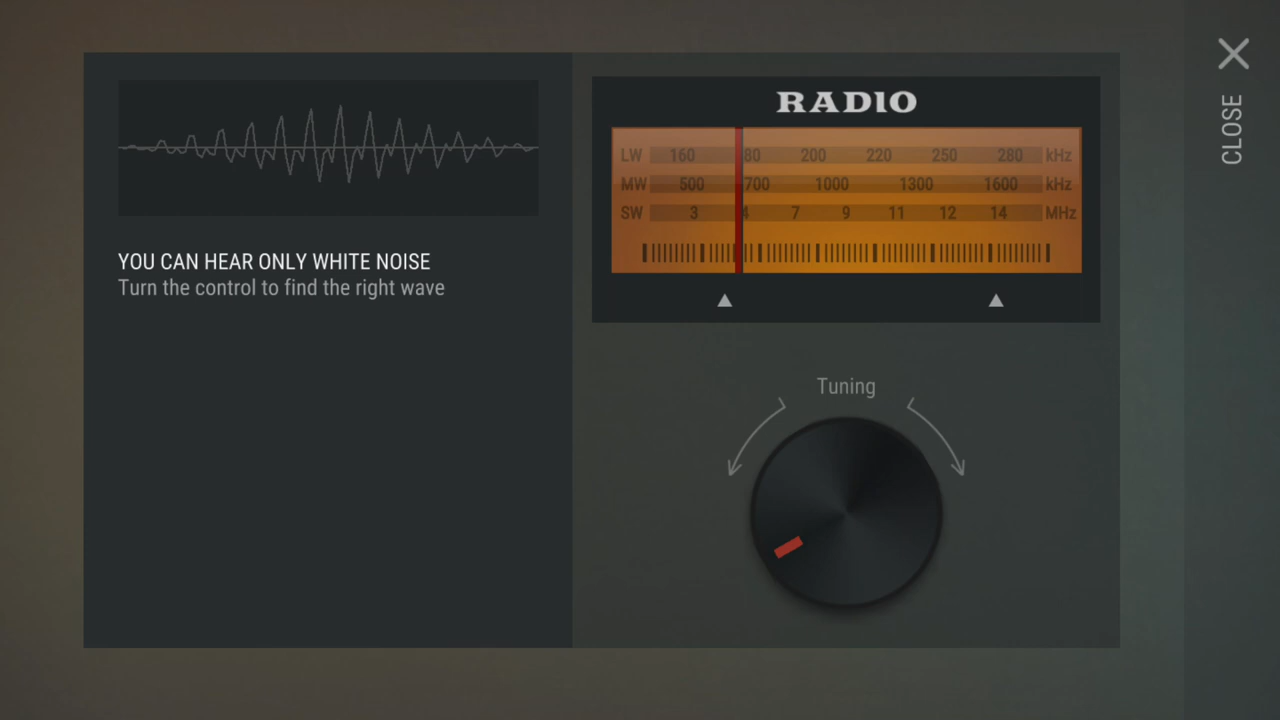 RADIO
LW 160 80 200 220 250 280 kHz
MW 500 700 1000 1300 1600 kHz
SW 3 4 7 9 11 12 14 MHz
YOU CAN HEAR ONLY WHITE NOISE
Turn the control to find the right wave
Tuning
CLOSE